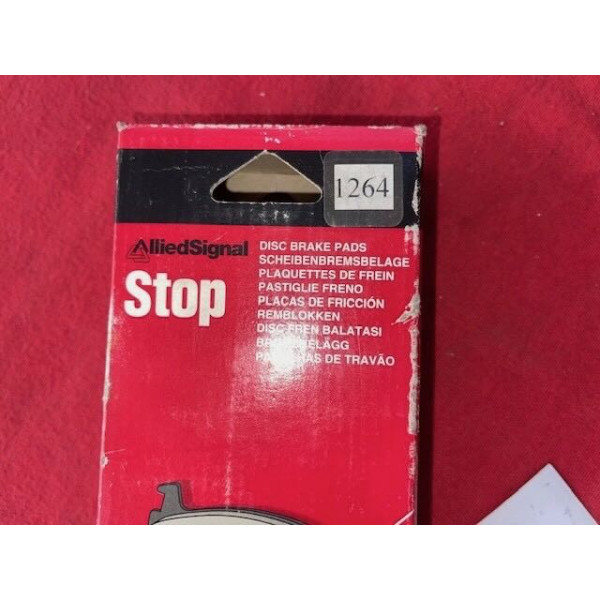 1264
AlliedSignal
Stop
DISC BRAKE PADS
SCHEIBENBREMSBELAGE
PLAQUETTES DE FREIN
PASTIGLIE FRENO
PLACAS DE FRICCIÓN
REMBLOKKEN
DISC FREN BALATASI
DE TRAVÃO